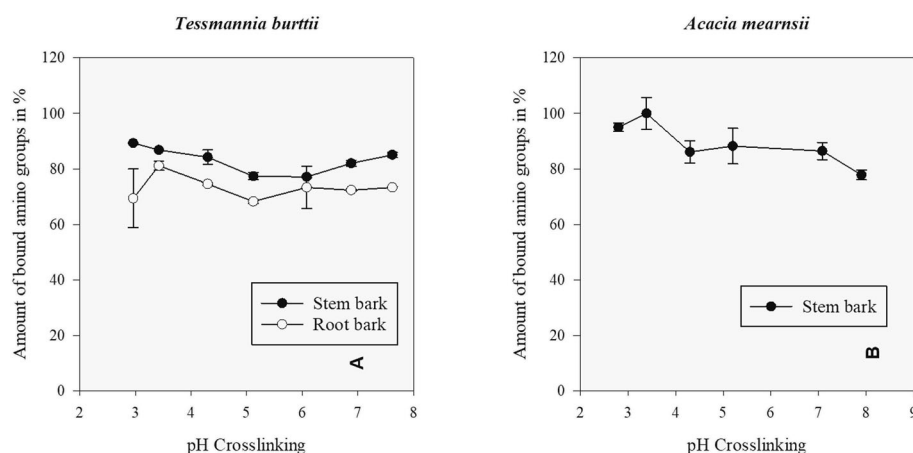 Tessmannia burttii
Amount of bound amino groups in %
120
100
80
60
40
20
0
Stem bark
Root bark
A
2 3 4 5 6 7 8
pH Crosslinking
Acacia mearnsii
Amount of bound amino groups in %
120
100
80
60
40
20
0
Stem bark
B
2 3 4 5 6 7 8 9
pH Crosslinking